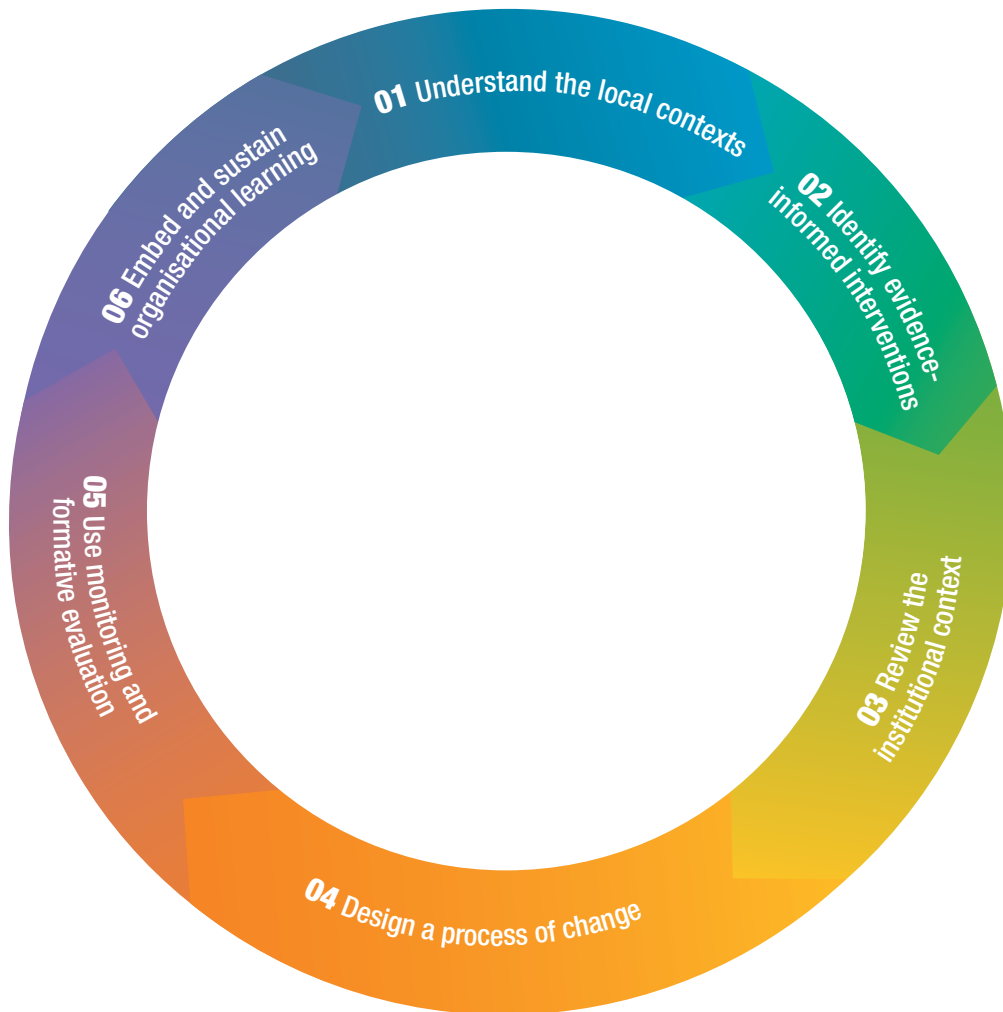 01 Understand the local contexts
02 Identify evidence-
informed interventions
03 Review the
institutional context
04 Design a process of change
05 Use monitoring and
formative evaluation
06 Embed and sustain
organisational learning